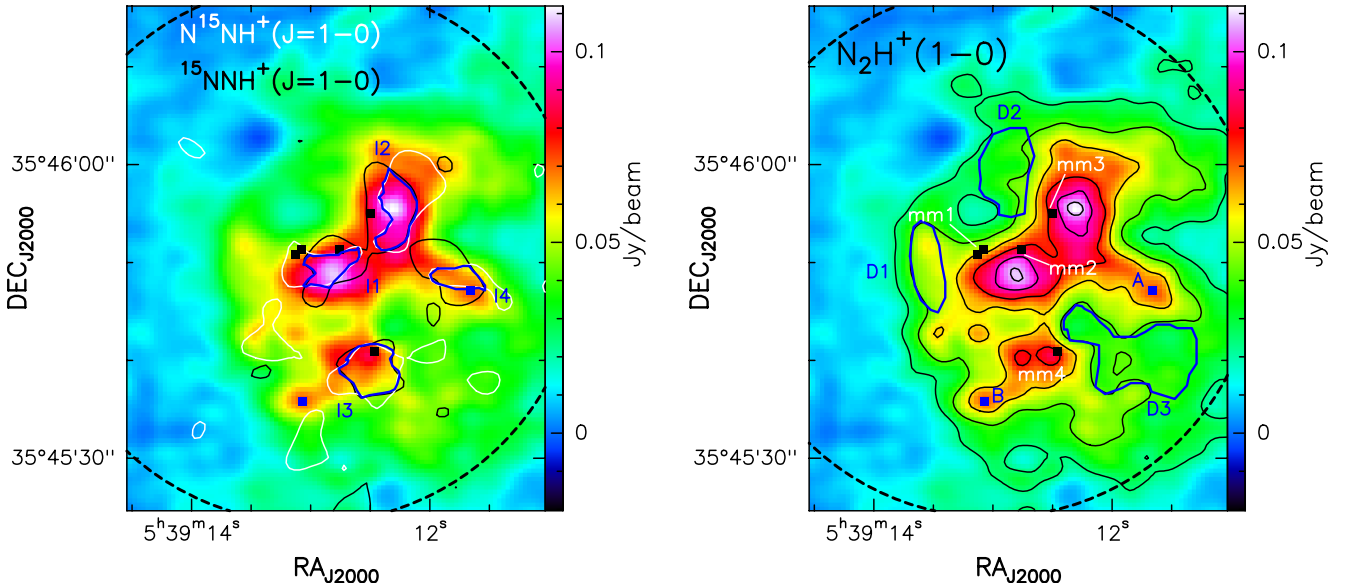 N¹⁵NH⁺(J=1−0)
¹⁵NNH⁺(J=1−0)
I2
I1
I4
I3
35°46'00''
35°45'30''
5ʰ39ᵐ14ˢ
12ˢ
DEC_J2000
RA_J2000
0.1
0.05
0
Jy/beam
N₂H⁺(1−0)
D2
mm3
mm1
D1
mm2
A
mm4
B
D3
35°46'00''
35°45'30''
5ʰ39ᵐ14ˢ
12ˢ
DEC_J2000
RA_J2000
0.1
0.05
0
Jy/beam